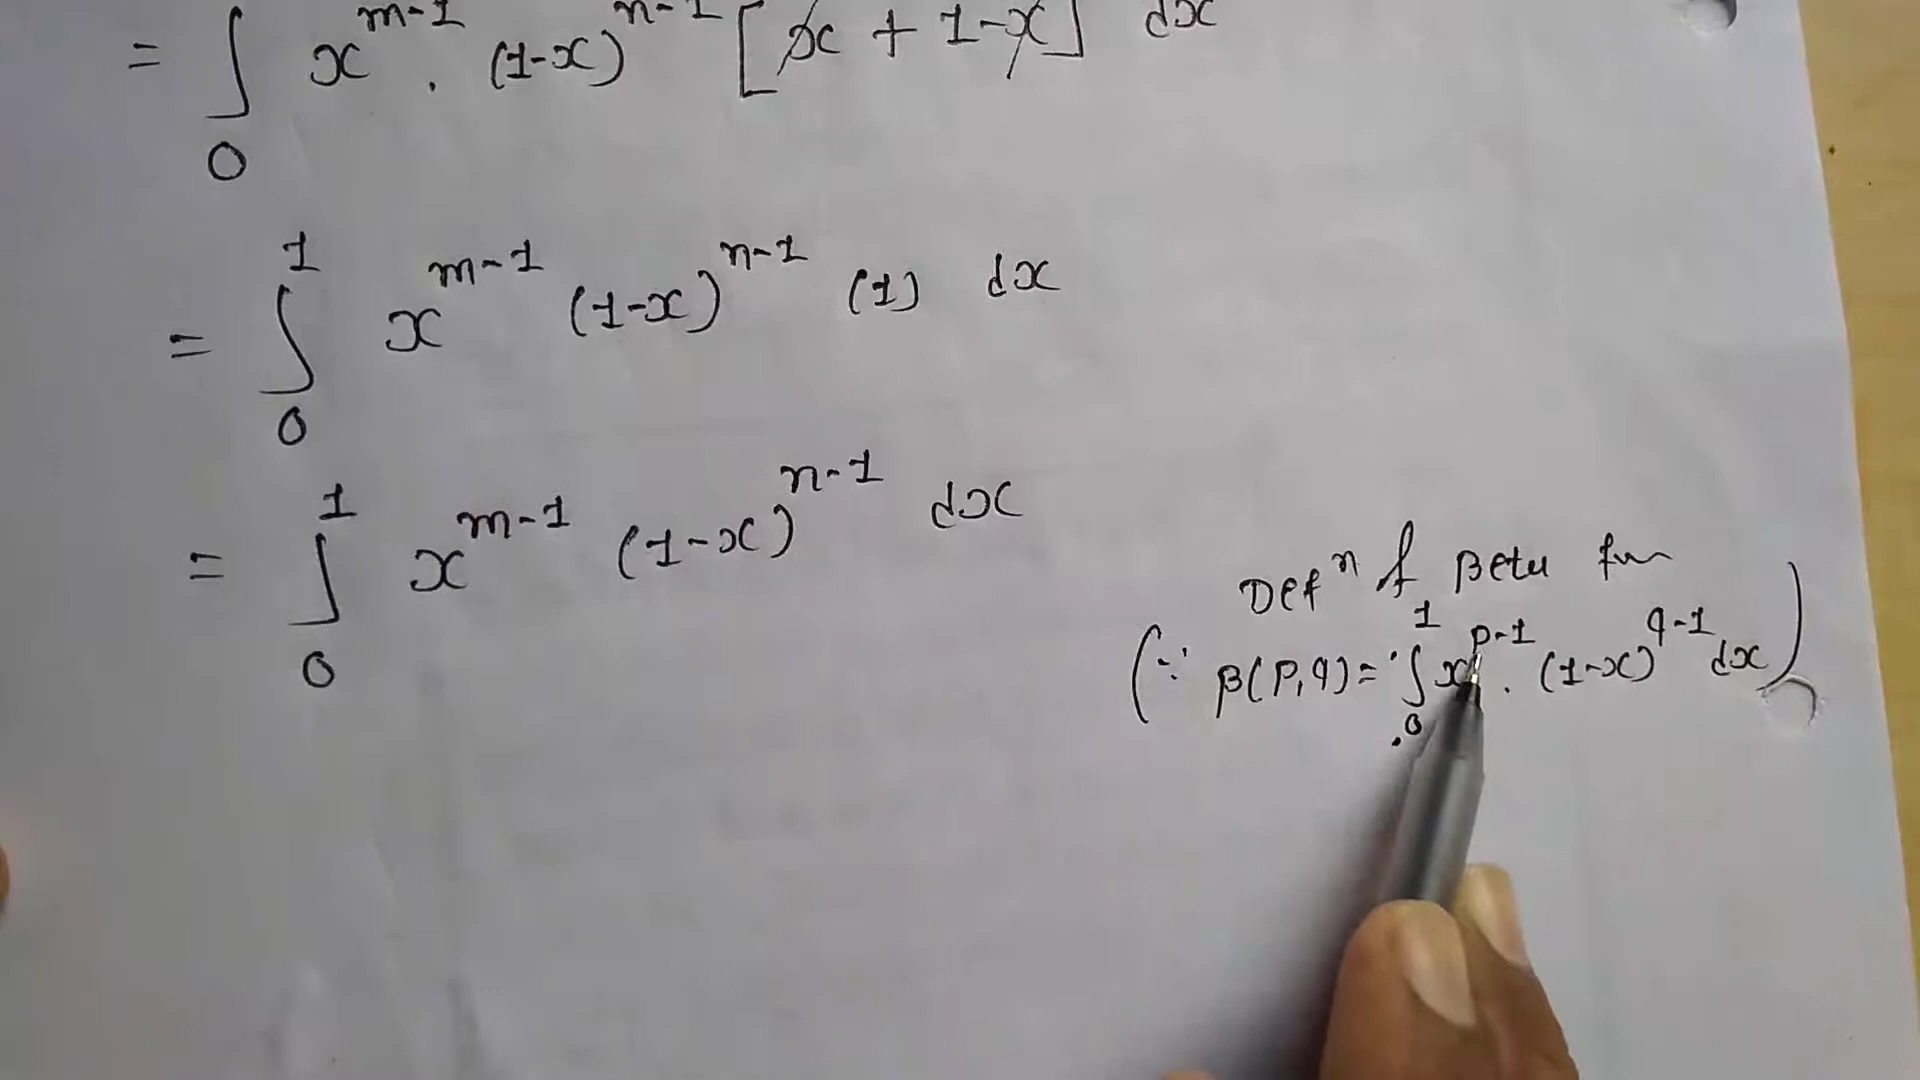 = ∫₀ x^(m-1) . (1-x)^(n-1) [x + 1-x] dx
= ∫₀¹ x^(m-1) (1-x)^(n-1) (1) dx
= ∫₀¹ x^(m-1) (1-x)^(n-1) dx
Defⁿ of Beta fun
(∵ β(p,q) = ∫₀¹ x^(p-1) . (1-x)^(q-1) dx)